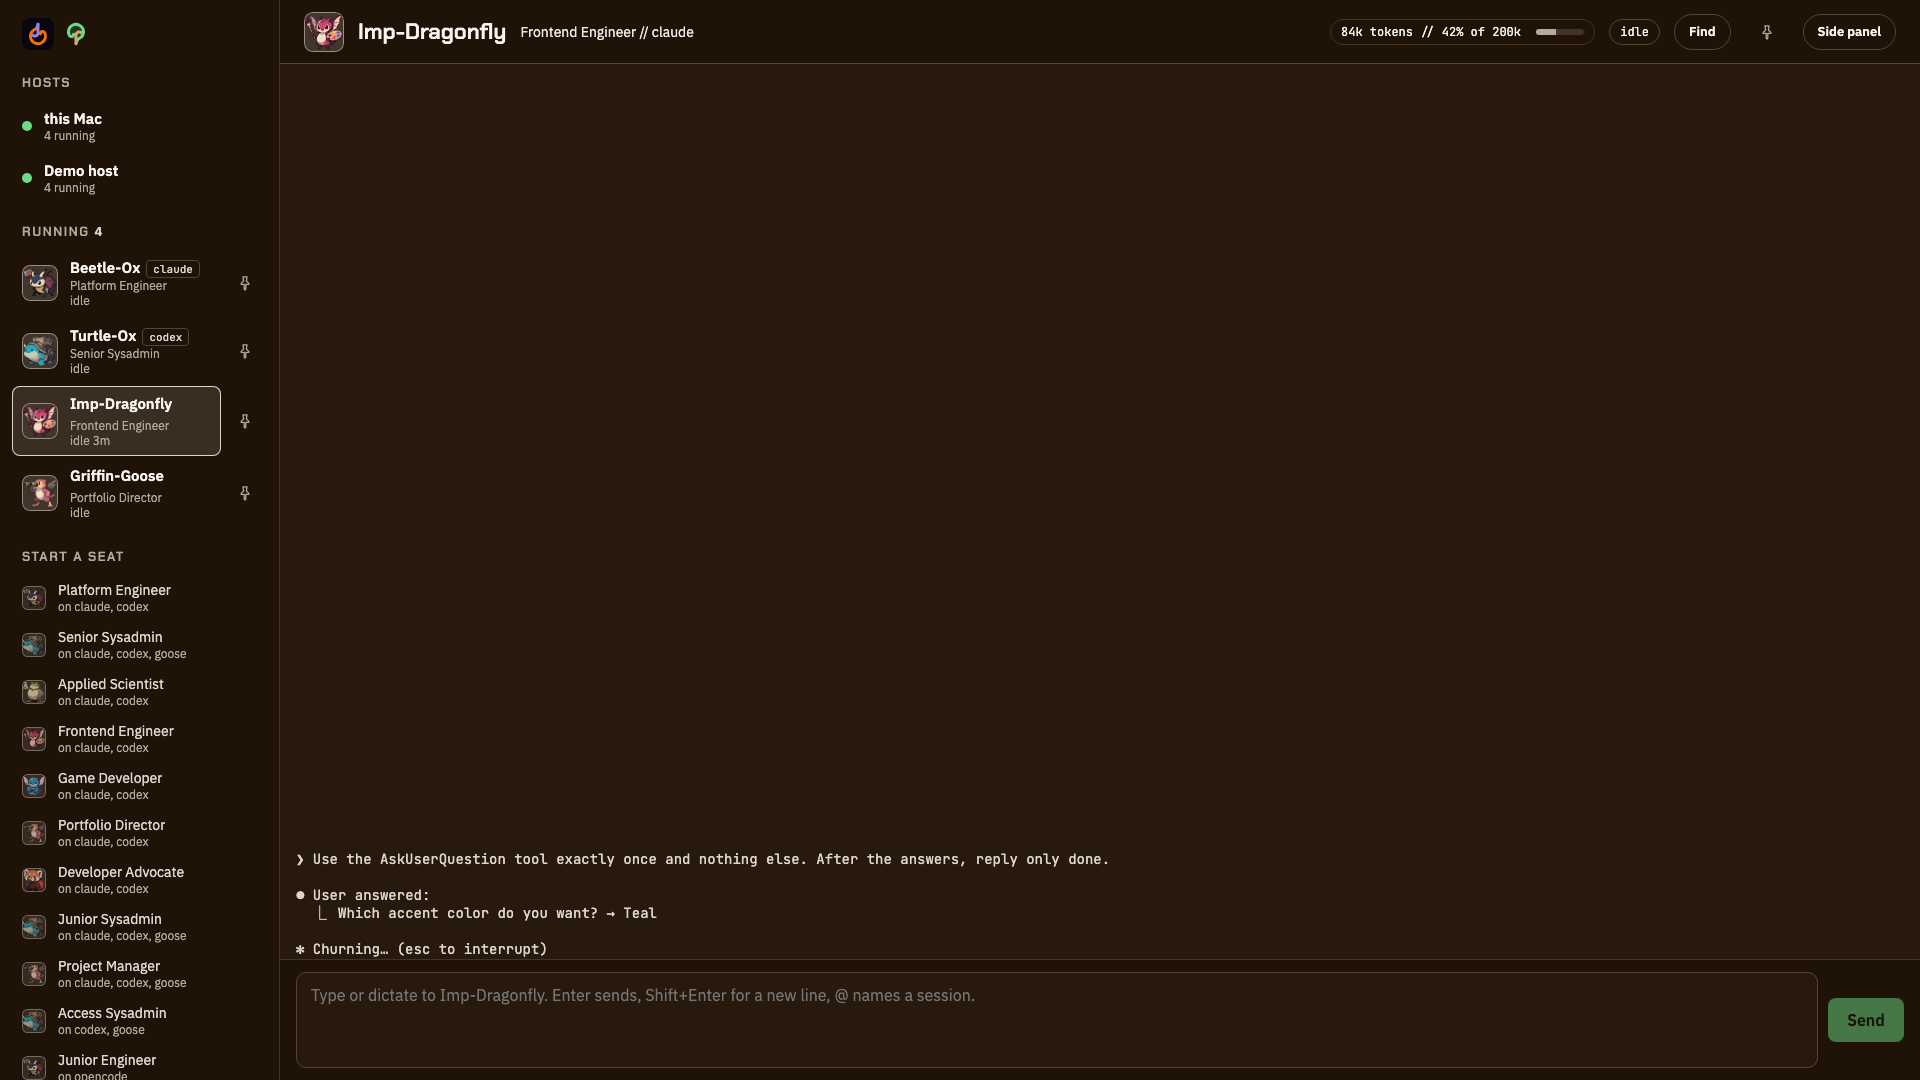 HOSTS
this Mac
4 running
Demo host
4 running
RUNNING 4
Beetle-Ox claude
Platform Engineer
idle
Turtle-Ox codex
Senior Sysadmin
idle
Imp-Dragonfly
Frontend Engineer
idle 3m
Griffin-Goose
Portfolio Director
idle
START A SEAT
Platform Engineer
on claude, codex
Senior Sysadmin
on claude, codex, goose
Applied Scientist
on claude, codex
Frontend Engineer
on claude, codex
Game Developer
on claude, codex
Portfolio Director
on claude, codex
Developer Advocate
on claude, codex
Junior Sysadmin
on claude, codex, goose
Project Manager
on claude, codex, goose
Access Sysadmin
on codex, goose
Junior Engineer
on opencode
Imp-Dragonfly Frontend Engineer // claude
84k tokens // 42% of 200k
idle
Find
Side panel
❯ Use the AskUserQuestion tool exactly once and nothing else. After the answers, reply only done.
● User answered:
⎿ Which accent color do you want? → Teal
✻ Churning… (esc to interrupt)
Type or dictate to Imp-Dragonfly. Enter sends, Shift+Enter for a new line, @ names a session.
Send